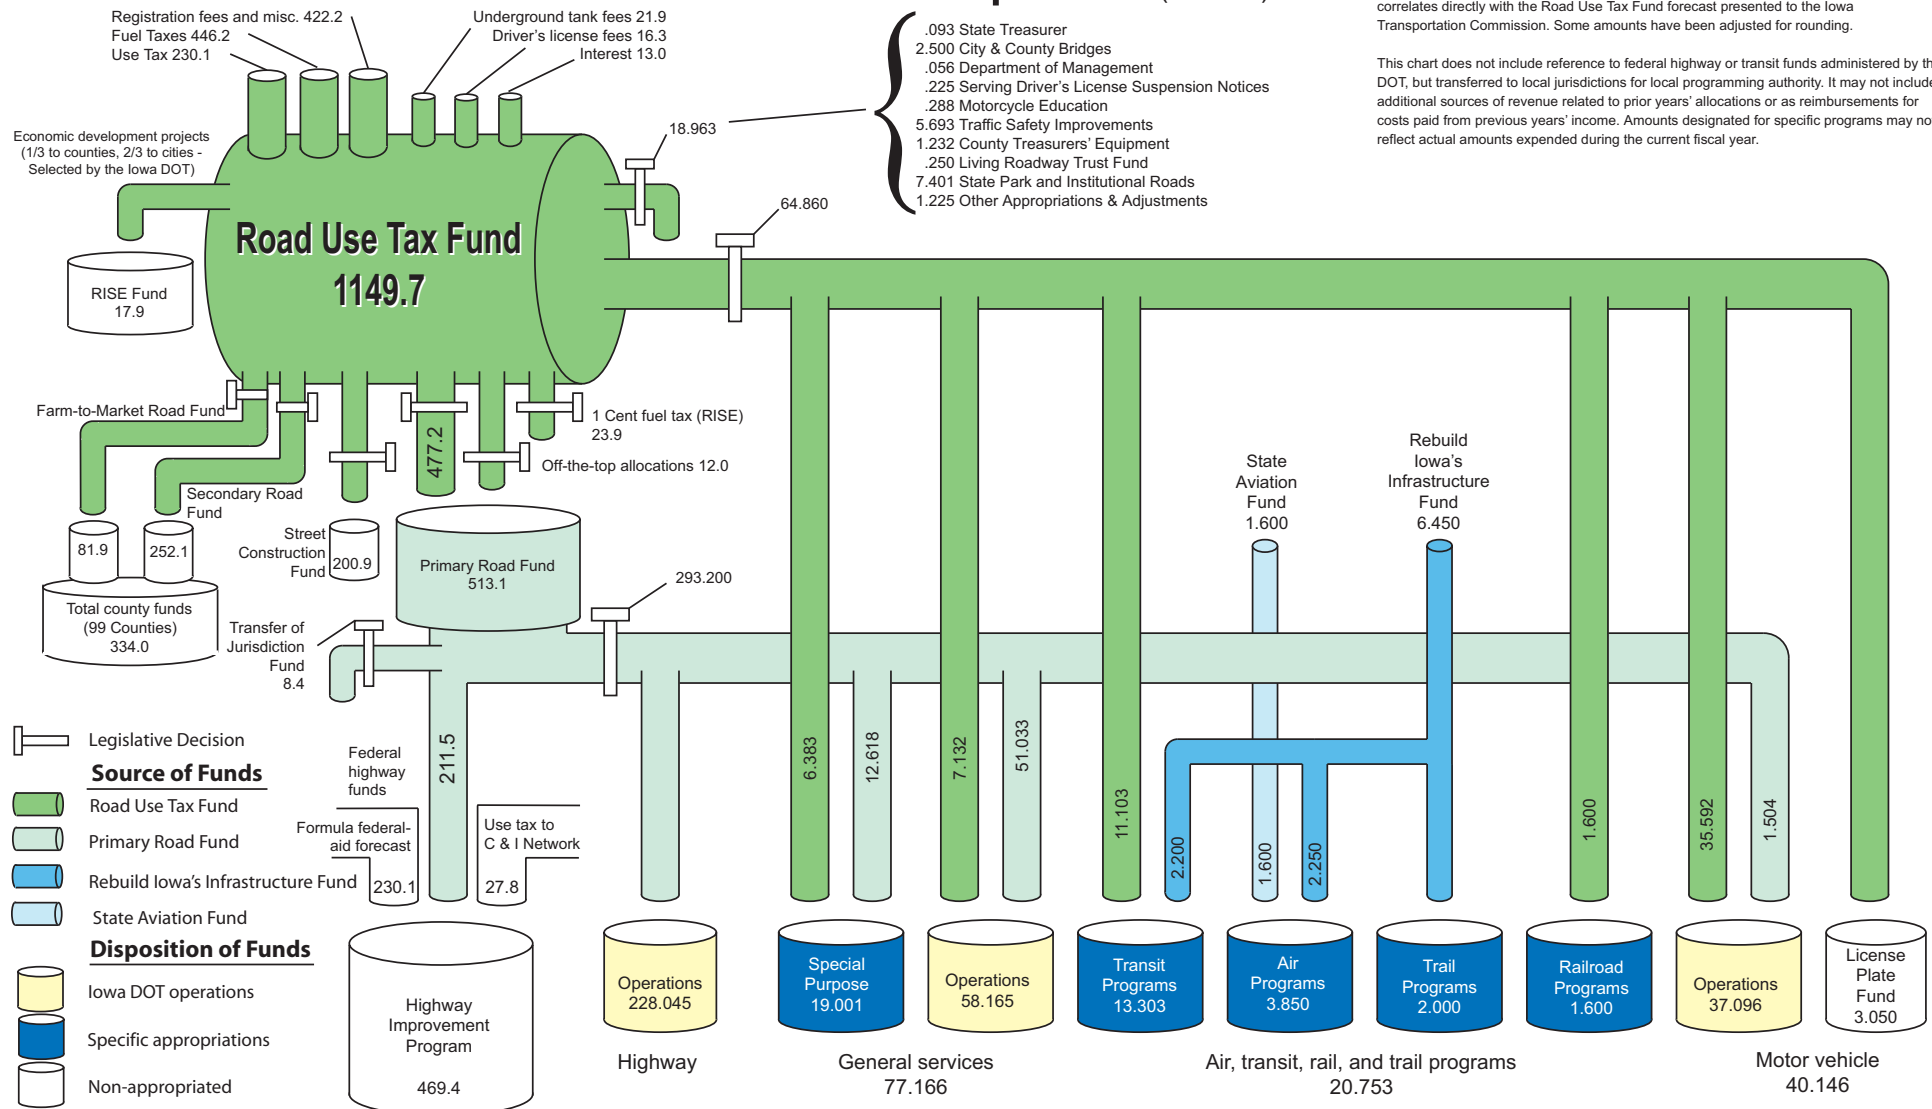 correlates directly with the Road Use Tax Fund forecast presented to the Iowa
Transportation Commission. Some amounts have been adjusted for rounding.
This chart does not include reference to federal highway or transit funds administered by th
DOT, but transferred to local jurisdictions for local programming authority. It may not include
additional sources of revenue related to prior years’ allocations or as reimbursements for
costs paid from previous years’ income. Amounts designated for specific programs may no
reflect actual amounts expended during the current fiscal year.
Registration fees and misc. 422.2
Fuel Taxes 446.2
Use Tax 230.1
Underground tank fees 21.9
Driver’s license fees 16.3
Interest 13.0
.093 State Treasurer
2.500 City & County Bridges
.056 Department of Management
.225 Serving Driver’s License Suspension Notices
.288 Motorcycle Education
5.693 Traffic Safety Improvements
1.232 County Treasurers’ Equipment
.250 Living Roadway Trust Fund
7.401 State Park and Institutional Roads
1.225 Other Appropriations & Adjustments
18.963
64.860
Economic development projects
(1/3 to counties, 2/3 to cities -
Selected by the Iowa DOT)
RISE Fund
17.9
Road Use Tax Fund
1149.7
Farm-to-Market Road Fund
Secondary Road
Fund
81.9
252.1
Total county funds
(99 Counties)
334.0
Street
Construction
Fund
200.9
477.2
1 Cent fuel tax (RISE)
23.9
Off-the-top allocations 12.0
Primary Road Fund
513.1
293.200
Transfer of
Jurisdiction
Fund
8.4
State
Aviation
Fund
1.600
Rebuild
Iowa’s
Infrastructure
Fund
6.450
Legislative Decision
Source of Funds
Road Use Tax Fund
Primary Road Fund
Rebuild Iowa’s Infrastructure Fund
State Aviation Fund
Disposition of Funds
Iowa DOT operations
Specific appropriations
Non-appropriated
Federal
highway
funds
Formula federal-
aid forecast
230.1
211.5
Use tax to
C & I Network
27.8
6.383
12.618
7.132
51.033
11.103
2.200
1.600
2.250
1.600
35.592
1.504
Highway
Improvement
Program
469.4
Operations
228.045
Special
Purpose
19.001
Operations
58.165
Transit
Programs
13.303
Air
Programs
3.850
Trail
Programs
2.000
Railroad
Programs
1.600
Operations
37.096
License
Plate
Fund
3.050
Highway
General services
77.166
Air, transit, rail, and trail programs
20.753
Motor vehicle
40.146